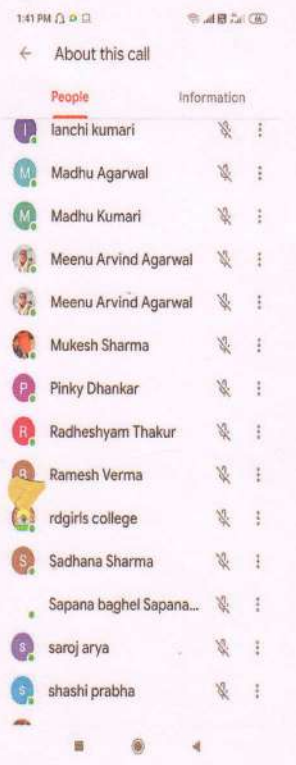 1:41 PM
66
About this call
People Information
I
lanchi kumari
M Madhu Agarwal
M Madhu Kumari
Meenu Arvind Agarwal
Meenu Arvind Agarwal
Mukesh Sharma
P Pinky Dhankar
R Radheshyam Thakur
R Ramesh Verma
rdgirls college
S Sadhana Sharma
Sapana baghel Sapana...
s saroj arya
s shashi prabha